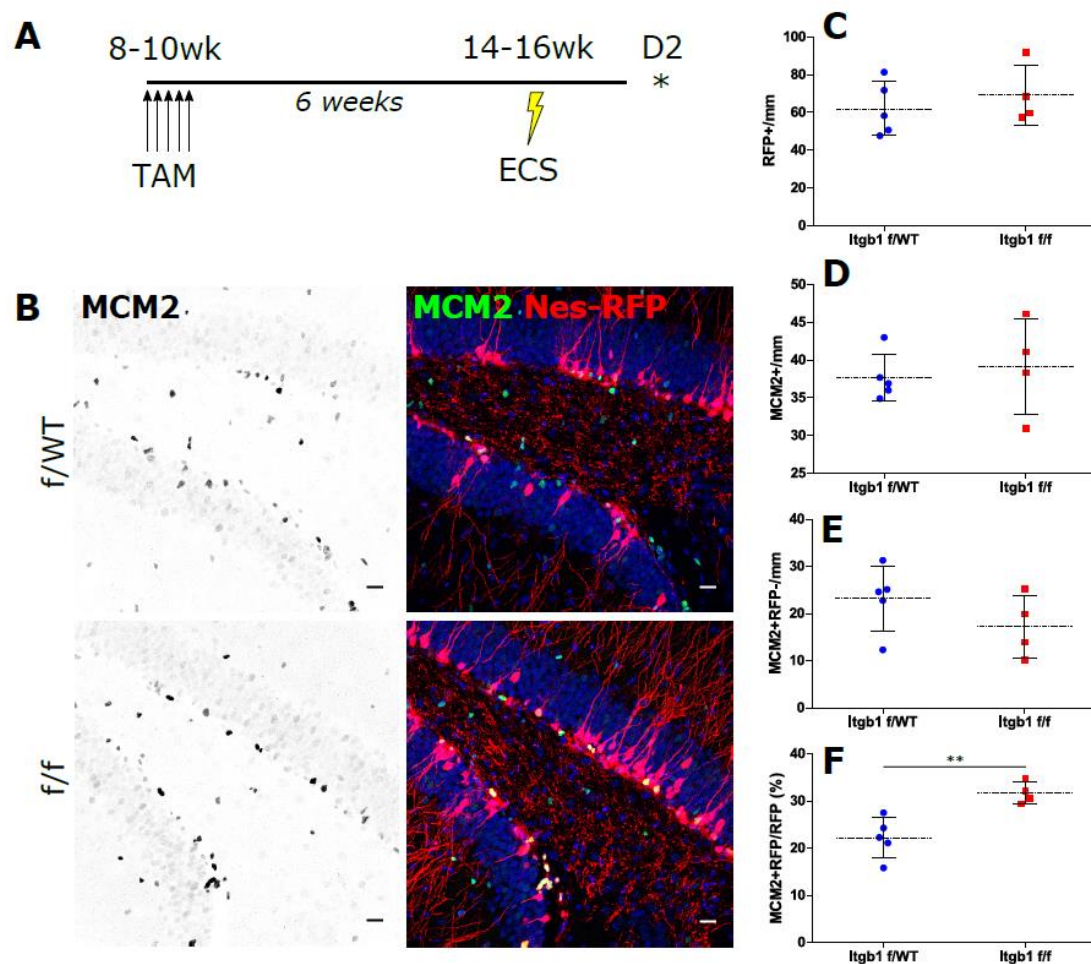 A
8-10wk
14-16wk
D2
*
6 weeks
TAM
ECS
B
MCM2
MCM2 Nes-RFP
f/WT
f/f
C
RFP+/mm
100
80
60
40
20
0
Itgb1 f/WT
Itgb1 f/f
D
MCM2+/mm
50
45
40
35
30
25
Itgb1 f/WT
Itgb1 f/f
E
MCM2+RFP-/mm
40
30
20
10
0
Itgb1 f/WT
Itgb1 f/f
F
**
MCM2+RFP/RFP (%)
40
30
20
10
0
Itgb1 f/WT
Itgb1 f/f